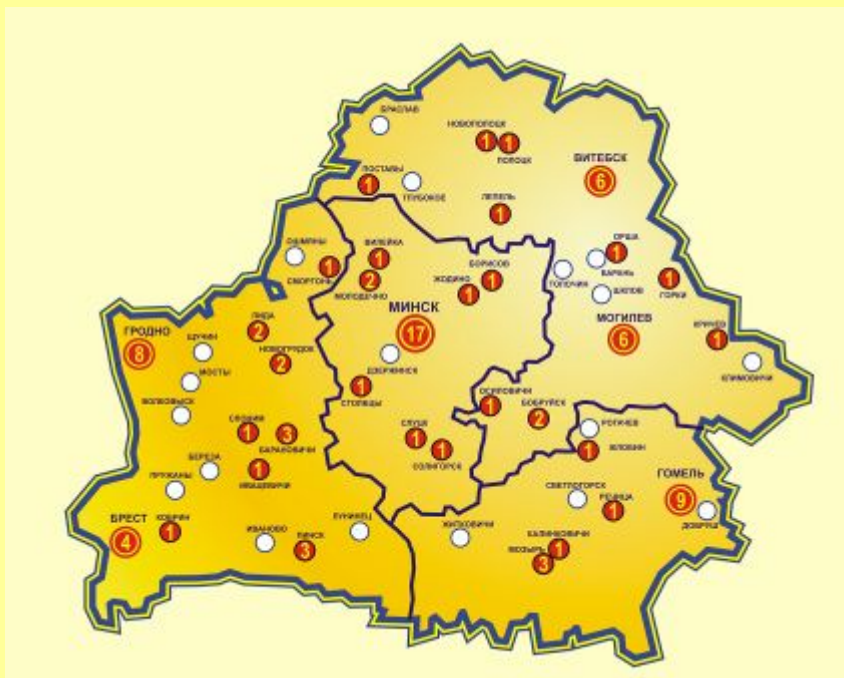 БРАСЛАВ
НОВОПОЛОЦК
1
1
ПОЛОЦК
ВИТЕБСК
6
ПОСТАВЫ
1
ГЛУБОКОЕ
ЛЕПЕЛЬ
1
ОШМЯНЫ
1
СМОРГОНЬ
ВИЛЕЙКА
1
2
МОЛОДЕЧНО
БОРИСОВ
1
ЖОДИНО
1
ОРША
1
БАРАНЬ
ТОЛОЧИН
ШКЛОВ
1
ГОРКИ
МИНСК
17
МОГИЛЕВ
6
КРИЧЕВ
1
КЛИМОВИЧИ
ЛИДА
2
ГРОДНО
8
ЩУЧИН
НОВОГРУДОК
2
МОСТЫ
ВОЛКОВЫСК
ДЗЕРЖИНСК
1
СТОЛБЦЫ
ОСИПОВИЧИ
1
БОБРУЙСК
2
СЛОНИМ
1
3
БАРАНОВИЧИ
СЛУЦК
1
1
СОЛИГОРСК
РОГАЧЕВ
1
ЖЛОБИН
БЕРЕЗА
1
ИВАЦЕВИЧИ
ПРУЖАНЫ
ГОМЕЛЬ
9
СВЕТЛОГОРСК
РЕЧИЦА
1
ДОБРУШ
БРЕСТ
4
КОБРИН
1
ИВАНОВО
ПИНСК
3
ЛУНИНЕЦ
ЖИТКОВИЧИ
КАЛИНКОВИЧИ
1
МОЗЫРЬ
3